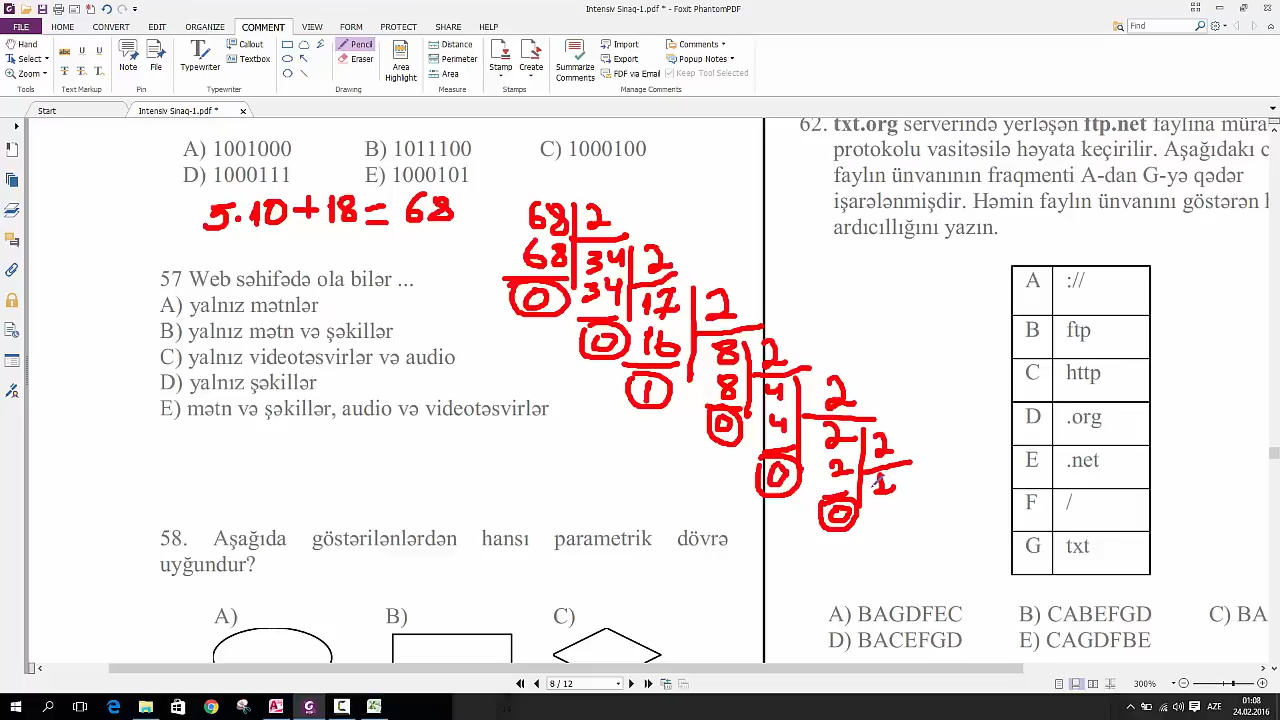 Intensiv Sinaq-1.pdf * - Foxit PhantomPDF
FILE HOME CONVERT EDIT ORGANIZE COMMENT VIEW FORM PROTECT SHARE HELP
Find
Hand
Select
Zoom
Tools
Text Markup
Note
File
Pin
Typewriter
Callout
Textbox
Typewriter
Pencil
Eraser
Drawing
Area Highlight
Distance
Perimeter
Area
Measure
Stamp
Create
Stamps
Summarize Comments
Import
Export
FDF via Email
Comments
Popup Notes
Keep Tool Selected
Manage Comments
Start
Intensiv Sinaq-1.pdf *
A) 1001000 B) 1011100 C) 1000100
D) 1000111 E) 1000101
5.10+18=68
68 2
68 34 2
0 34 17 2
0 16 8 2
1 8 4 2
0 4 2 2
0 2 1
0
57 Web səhifədə ola bilər ...
A) yalnız mətnlər
B) yalnız mətn və şəkillər
C) yalnız videotəsvirlər və audio
D) yalnız şəkillər
E) mətn və şəkillər, audio və videotəsvirlər
58. Aşağıda göstərilənlərdən hansı parametrik dövrə
uyğundur?
A) B) C)
62. txt.org serverində yerləşən ftp.net faylına müra
protokolu vasitəsilə həyata keçirilir. Aşağıdakı c
faylın ünvanının fraqmenti A-dan G-yə qədər
işarələnmişdir. Həmin faylın ünvanını göstərən h
ardıcıllığını yazın.
A ://
B ftp
C http
D .org
E .net
F /
G txt
A) BAGDFEC B) CABEFGD C) BA
D) BACEFGD E) CAGDFBE
8 / 12
300%
AZE
01:08
24.02.2016